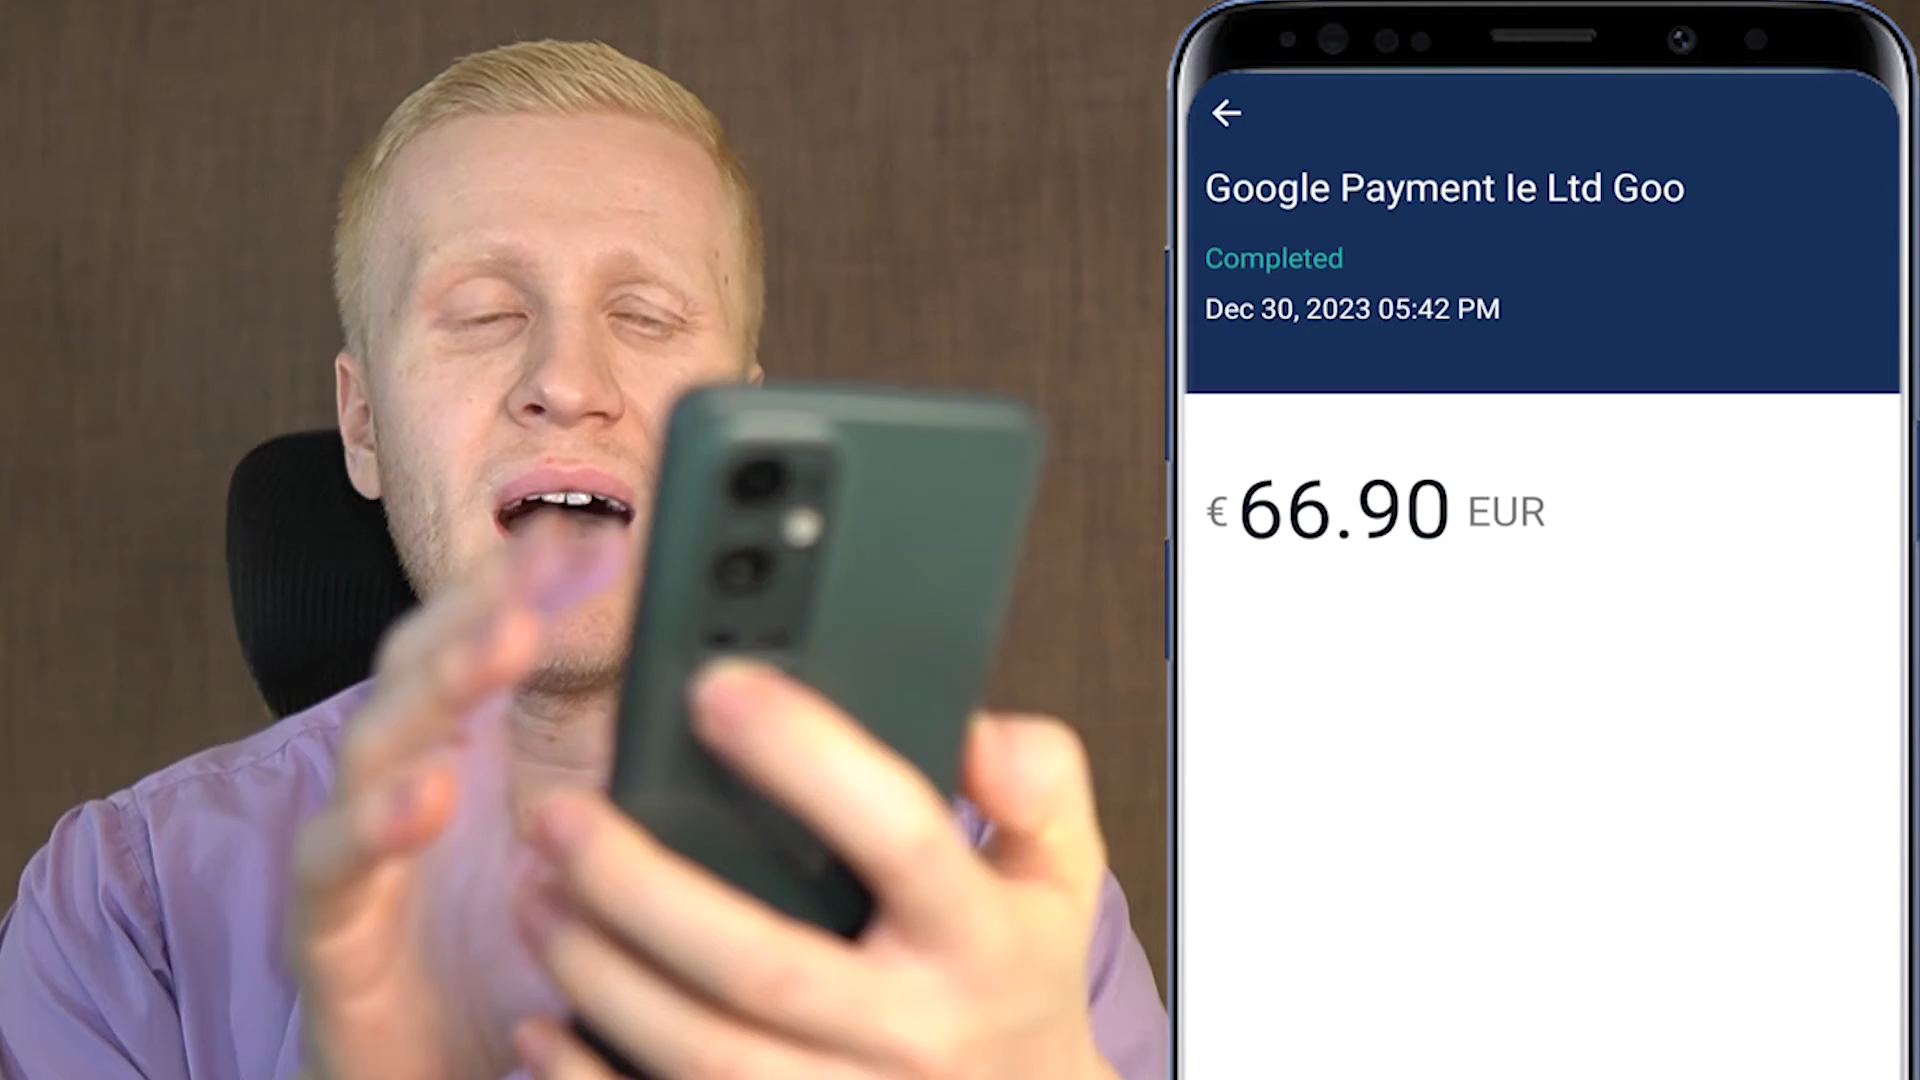 Google Payment Ie Ltd Goo
Completed
Dec 30, 2023 05:42 PM
€ 66.90 EUR